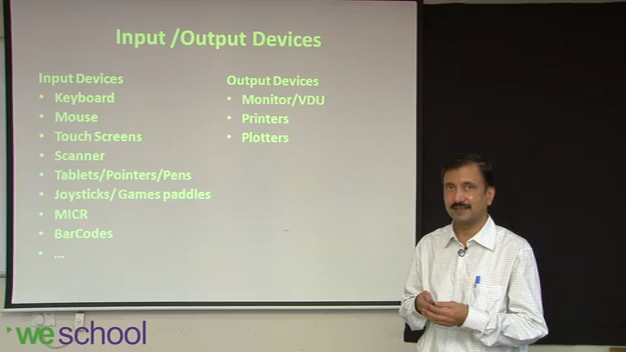 Input /Output Devices
Input Devices
• Keyboard
• Mouse
• Touch Screens
• Scanner
• Tablets/Pointers/Pens
• Joysticks/ Games paddles
• MICR
• BarCodes
• ...
Output Devices
• Monitor/VDU
• Printers
• Plotters
weschool